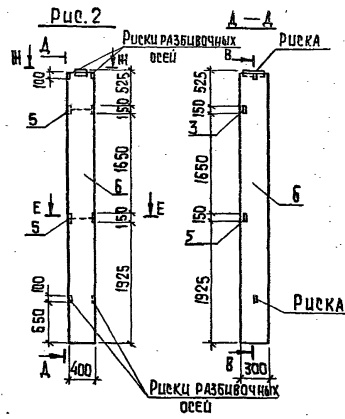 Рис. 2
Д — Д
Риски разбивочных
осей
Риска
Д
Ж
Ж
В
100
525
525
5
150
3
150
1650
1650
6
6
Е
Е
5
150
5
150
1925
1925
100
650
Риска
Д
400
В
300
Риски разбивочных
осей